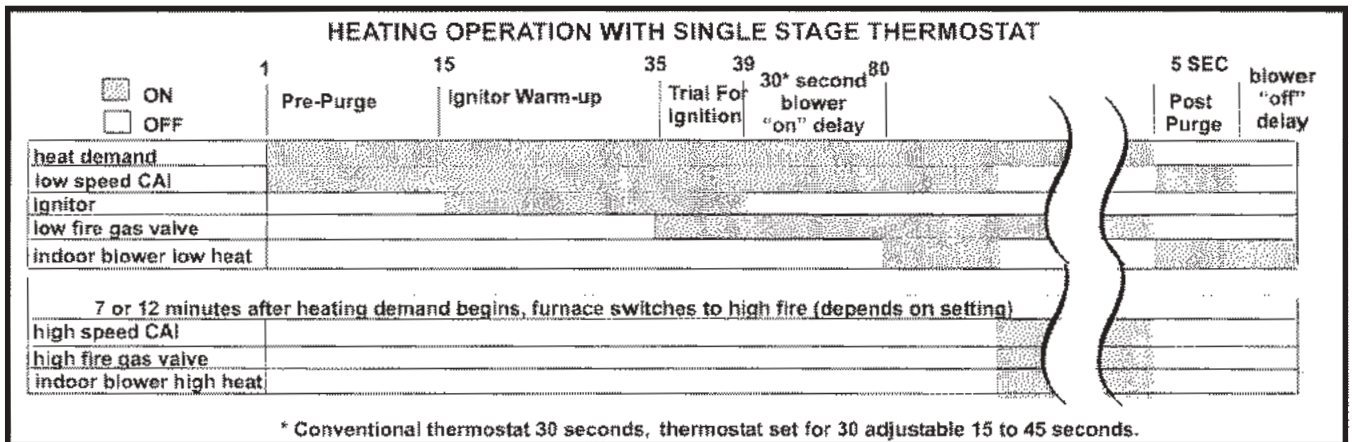 HEATING OPERATION WITH SINGLE STAGE THERMOSTAT
1 15 35 39 80 5 SEC
ON
OFF
Pre-Purge
Ignitor Warm-up
Trial For
Ignition
30* second
blower
"on" delay
Post
Purge
blower
"off"
delay
heat demand
low speed CAI
ignitor
low fire gas valve
indoor blower low heat
7 or 12 minutes after heating demand begins, furnace switches to high fire (depends on setting)
high speed CAI
high fire gas valve
indoor blower high heat
* Conventional thermostat 30 seconds, thermostat set for 30 adjustable 15 to 45 seconds.